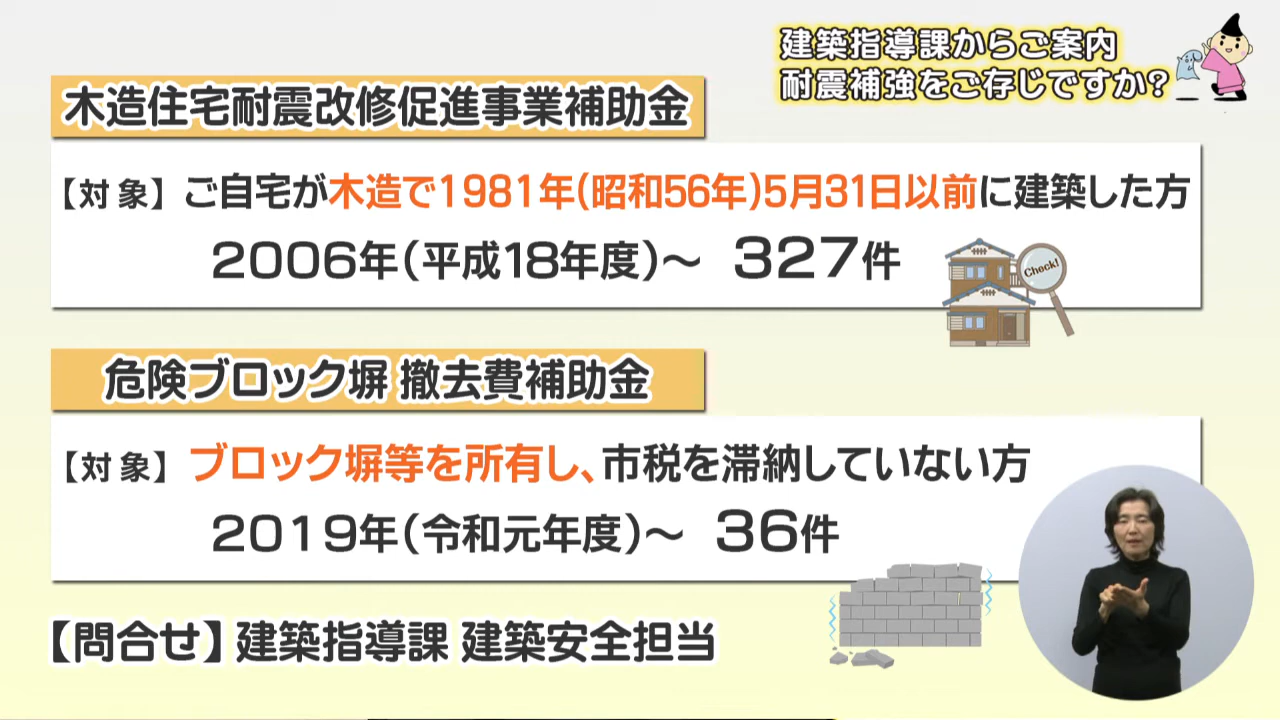 建築指導課からご案内
耐震補強をご存じですか?
木造住宅耐震改修促進事業補助金
【対象】ご自宅が木造で1981年(昭和56年)5月31日以前に建築した方
2006年(平成18年度)～ 327件
Check!
危険ブロック塀 撤去費補助金
【対象】ブロック塀等を所有し、市税を滞納していない方
2019年(令和元年度)～ 36件
【問合せ】建築指導課 建築安全担当